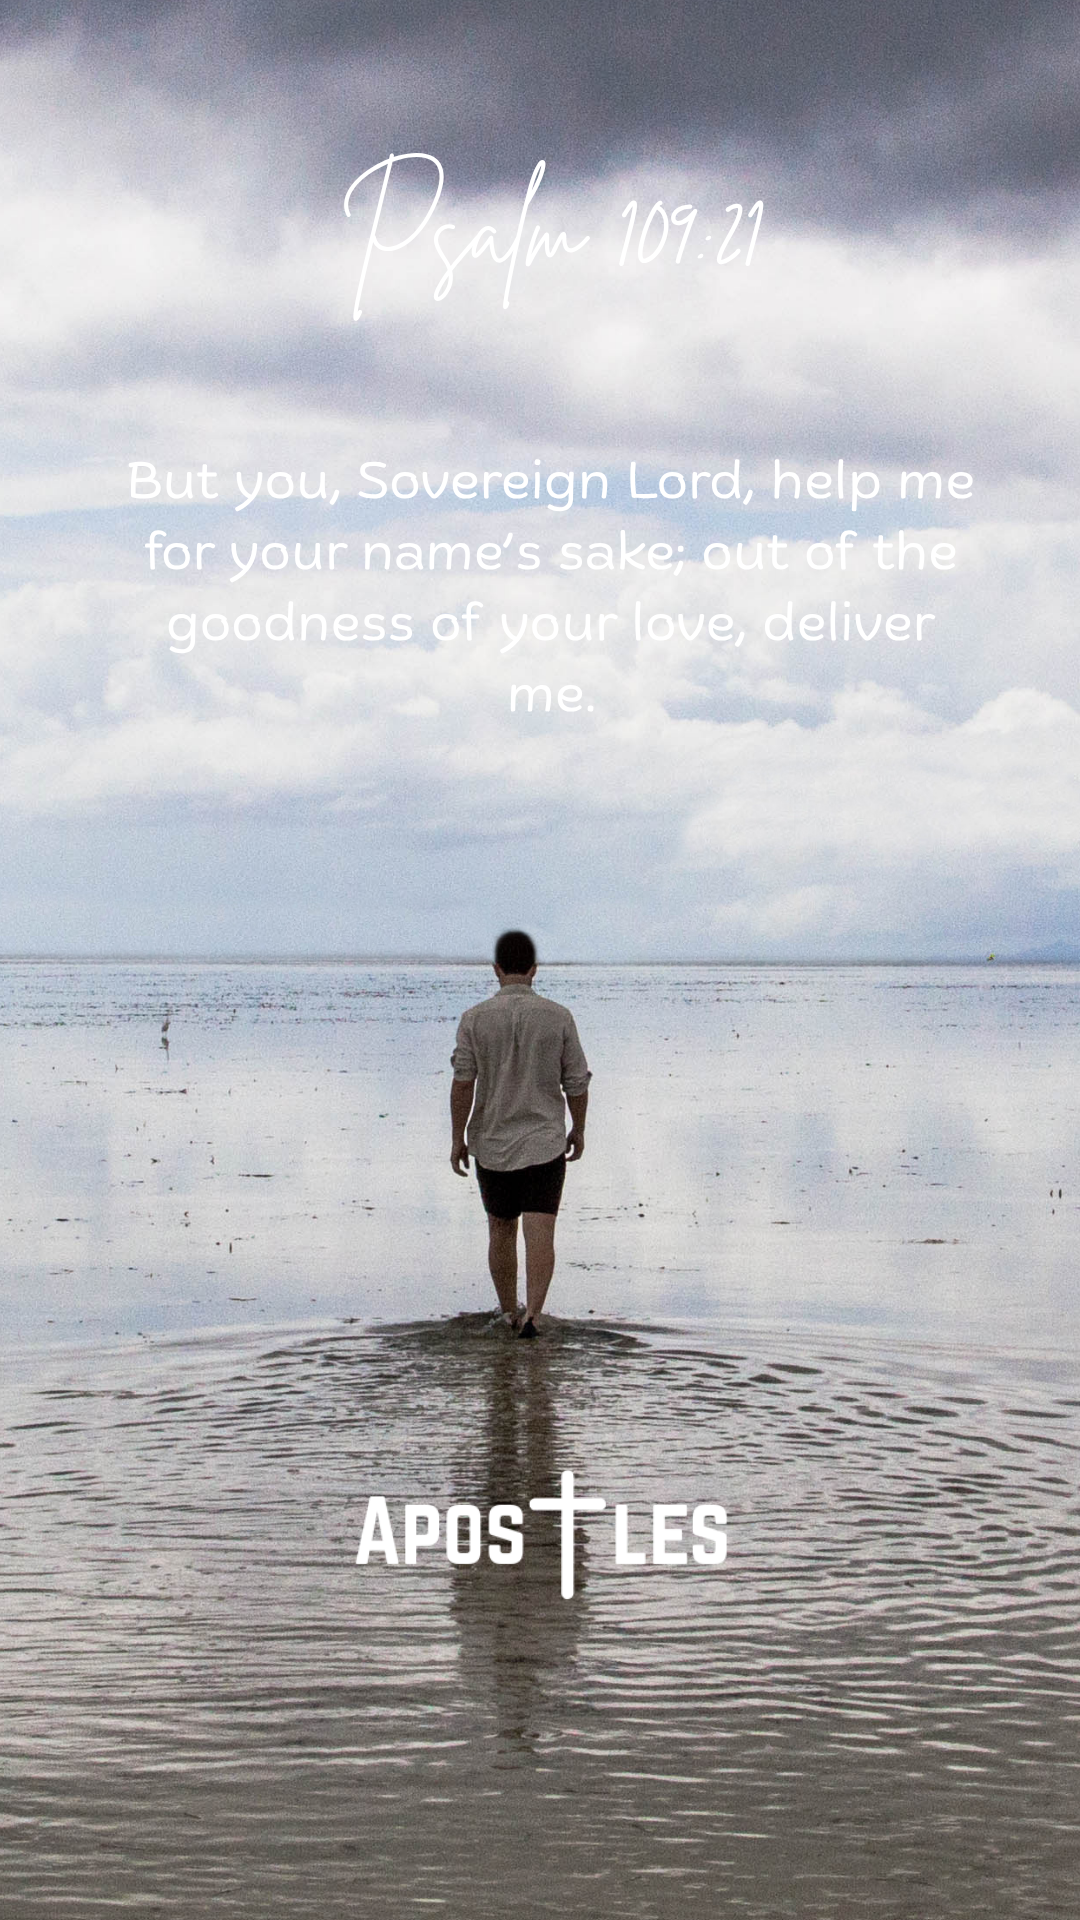 Psalm 109:21
But you, Sovereign Lord, help me
for your name's sake; out of the
goodness of your love, deliver
me.
APOSTLES